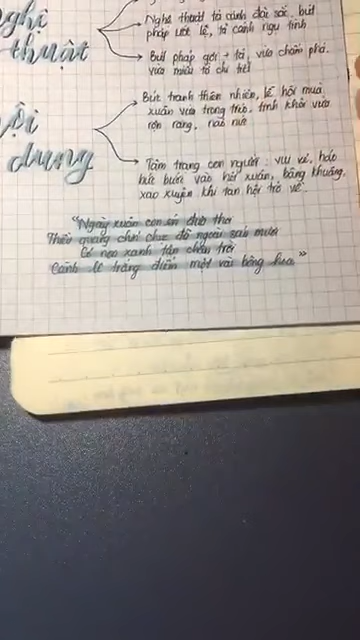 nghệ
thuật
Nghệ thuật tả cảnh đặc sắc, bút
pháp ước lệ, tả cảnh ngụ tình
Bút pháp gợi + tả, vừa chấm phá.
vừa miêu tả chi tiết
nội
dung
Bức tranh thiên nhiên, lễ hội mùa
xuân vừa trong trẻo, tinh khôi vừa
rộn ràng, náo nức
Tâm trạng con người: vui vẻ, háo
hức bước vào hội xuân, bâng khuâng,
xao xuyến khi tan hội trở về.
"Ngày xuân con én đưa thoi
Thiều quang chín chục đã ngoài sáu mươi
Cỏ non xanh tận chân trời
Cành lê trắng điểm một vài bông hoa"